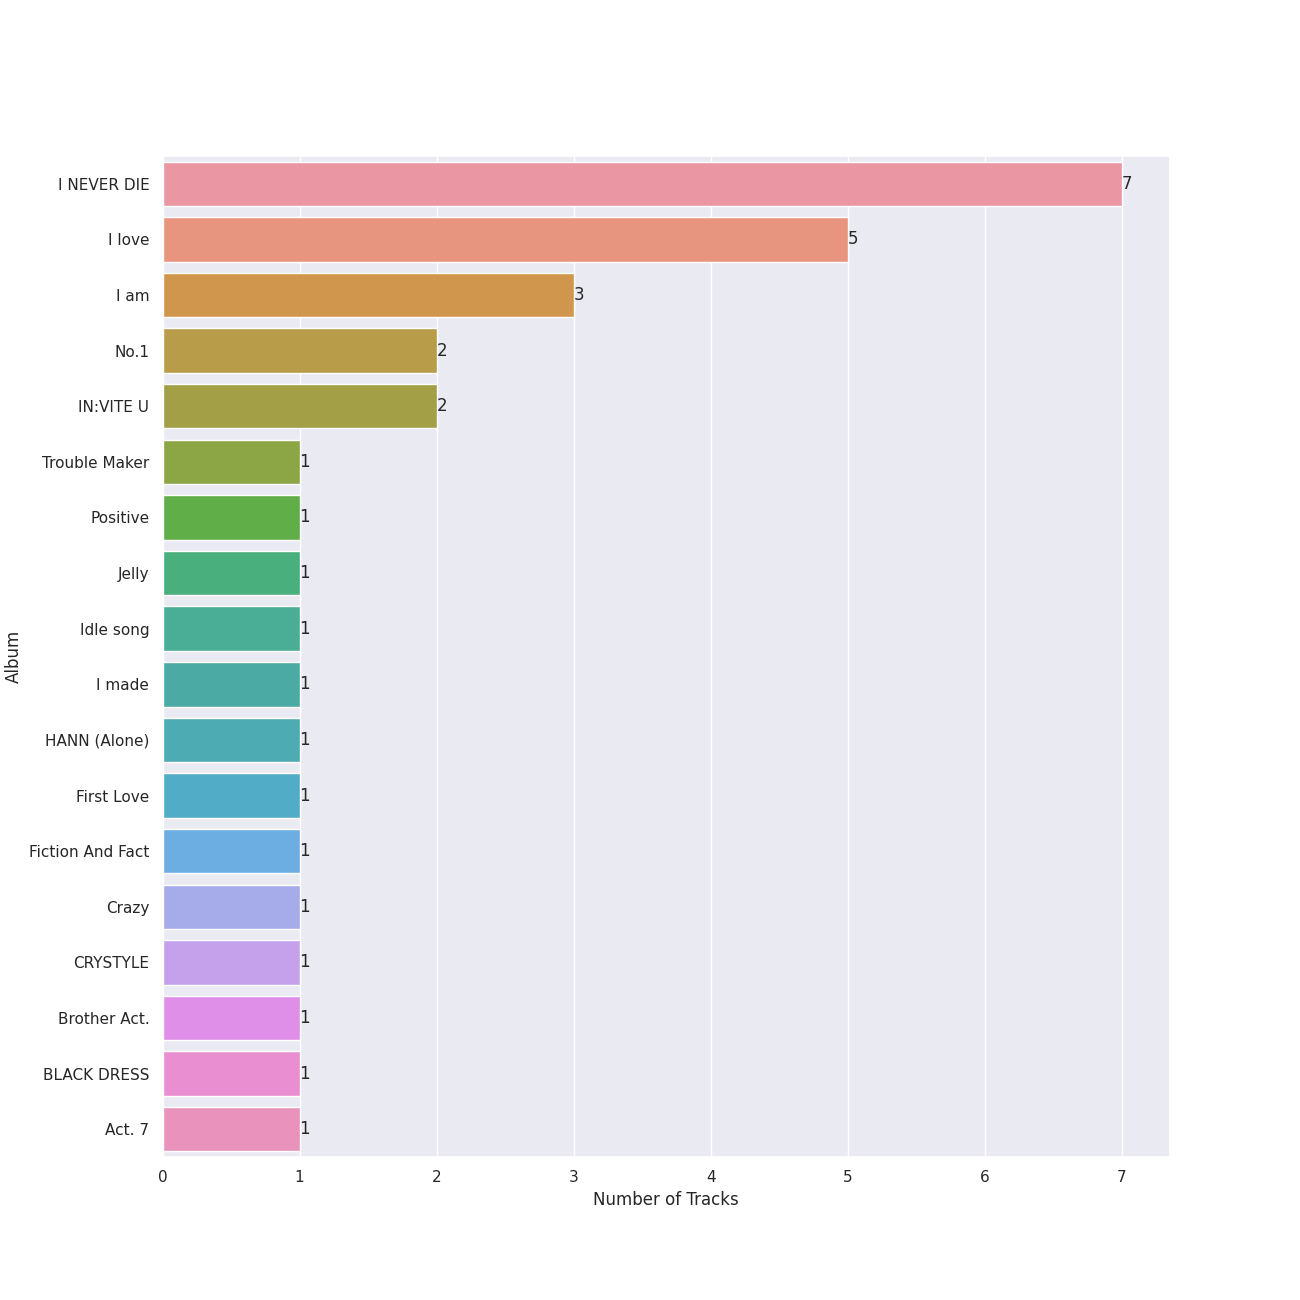 I NEVER DIE 7
I love 5
I am 3
No.1 2
IN:VITE U 2
Trouble Maker 1
Positive 1
Jelly 1
Idle song 1
I made 1
HANN (Alone) 1
First Love 1
Fiction And Fact 1
Crazy 1
CRYSTYLE 1
Brother Act. 1
BLACK DRESS 1
Act. 7 1
Album
0 1 2 3 4 5 6 7
Number of Tracks